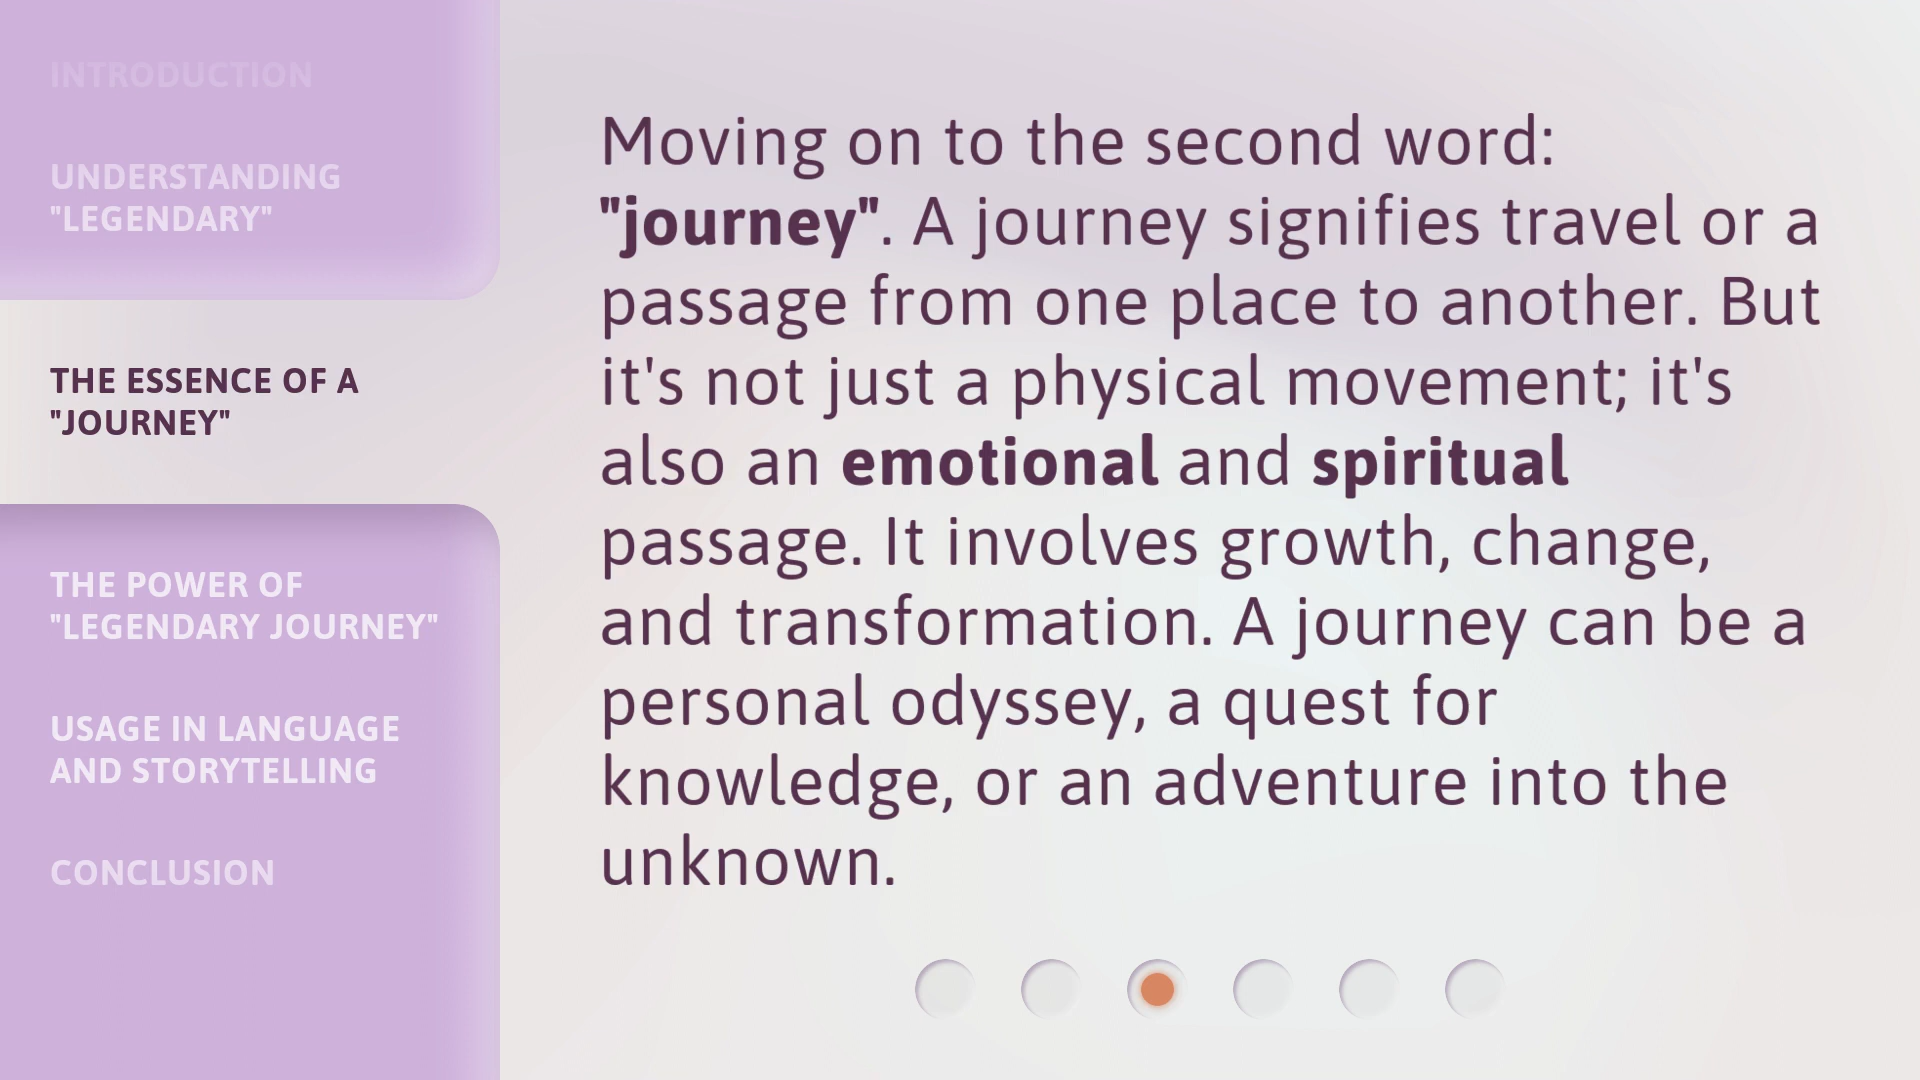 INTRODUCTION
UNDERSTANDING
"LEGENDARY"
THE ESSENCE OF A
"JOURNEY"
THE POWER OF
"LEGENDARY JOURNEY"
USAGE IN LANGUAGE
AND STORYTELLING
CONCLUSION
Moving on to the second word:
"journey". A journey signifies travel or a
passage from one place to another. But
it's not just a physical movement; it's
also an emotional and spiritual
passage. It involves growth, change,
and transformation. A journey can be a
personal odyssey, a quest for
knowledge, or an adventure into the
unknown.